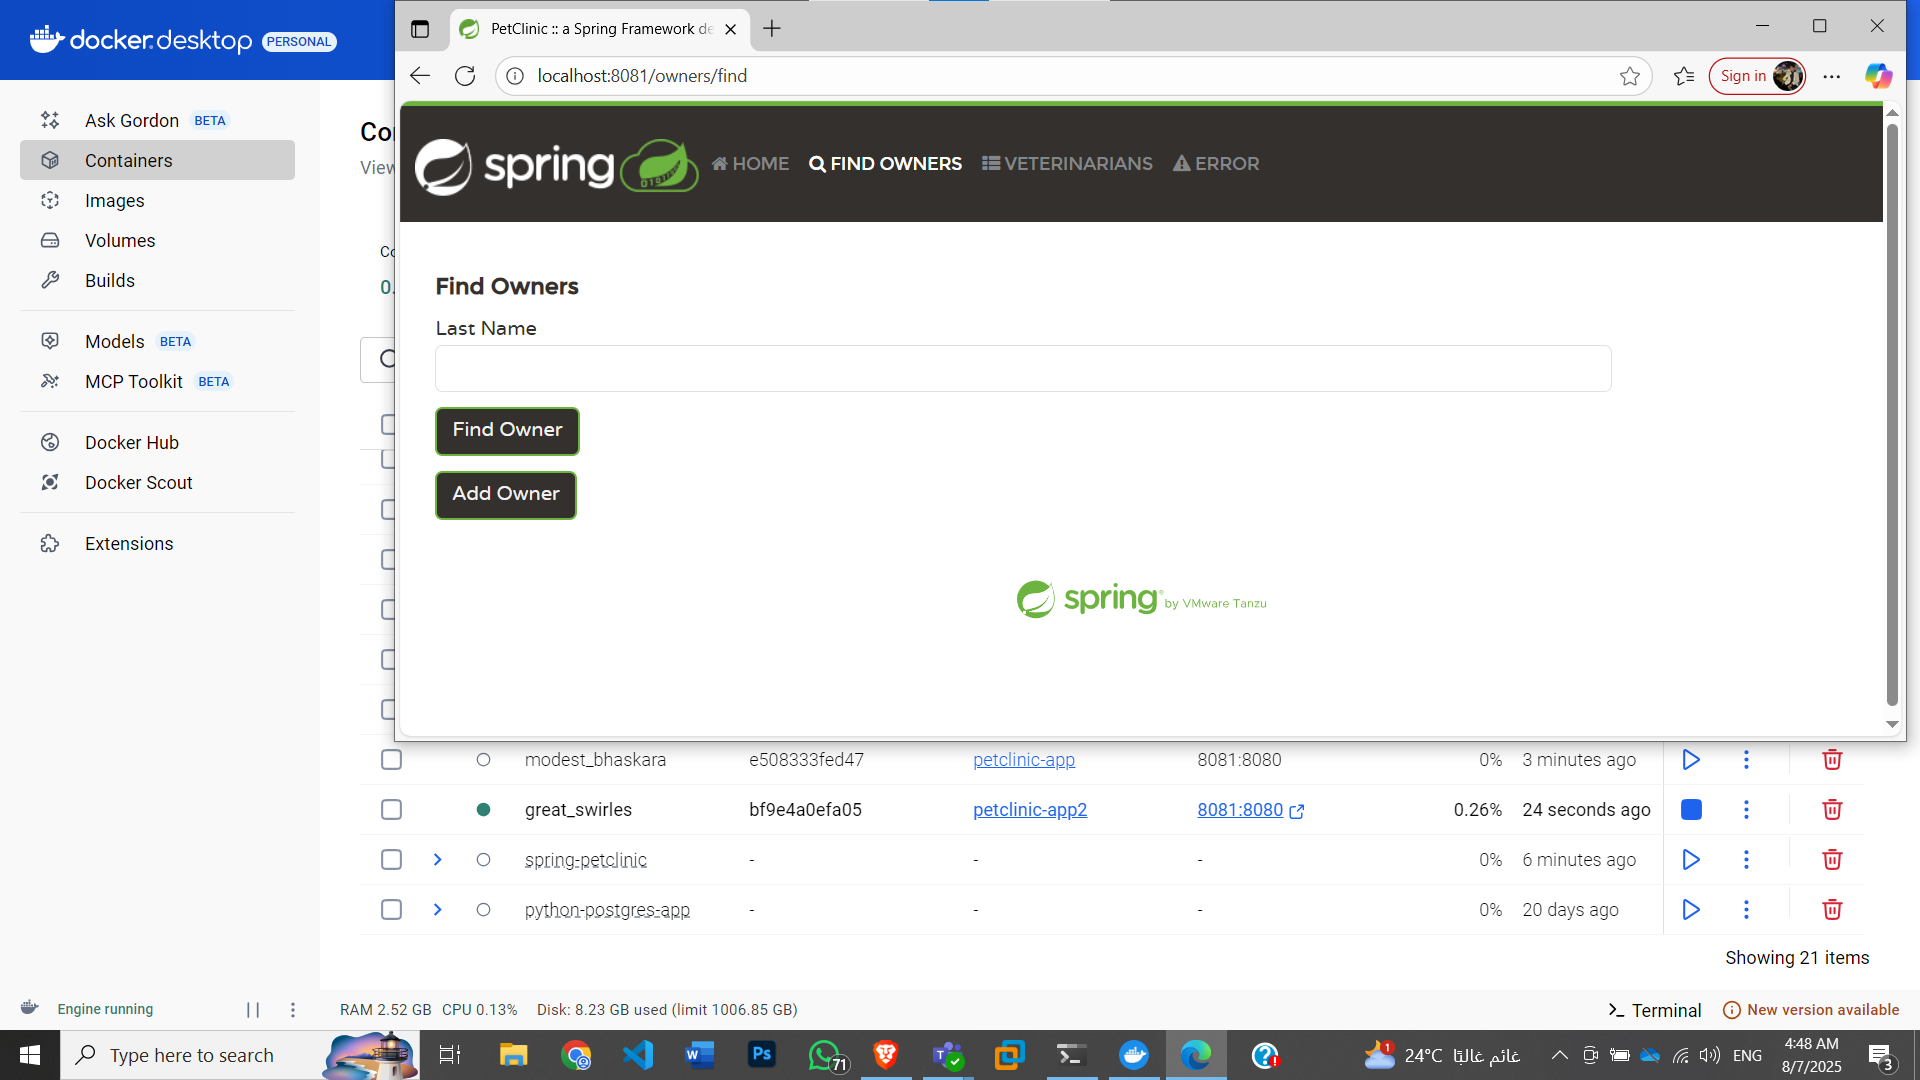 docker.desktop PERSONAL
Ask Gordon BETA
Containers
Images
Volumes
Builds
Models BETA
MCP Toolkit BETA
Docker Hub
Docker Scout
Extensions
PetClinic :: a Spring Framework de
localhost:8081/owners/find
Sign in
spring
HOME
FIND OWNERS
VETERINARIANS
ERROR
Find Owners
Last Name
Find Owner
Add Owner
spring by VMware Tanzu
modest_bhaskara e508333fed47 petclinic-app 8081:8080 0% 3 minutes ago
great_swirles bf9e4a0efa05 petclinic-app2 8081:8080 0.26% 24 seconds ago
spring-petclinic - - - 0% 6 minutes ago
python-postgres-app - - - 0% 20 days ago
Showing 21 items
Engine running
RAM 2.52 GB CPU 0.13% Disk: 8.23 GB used (limit 1006.85 GB)
Terminal
New version available
Type here to search
71
1
24°C غائم غالبًا
ENG
4:48 AM
8/7/2025
3